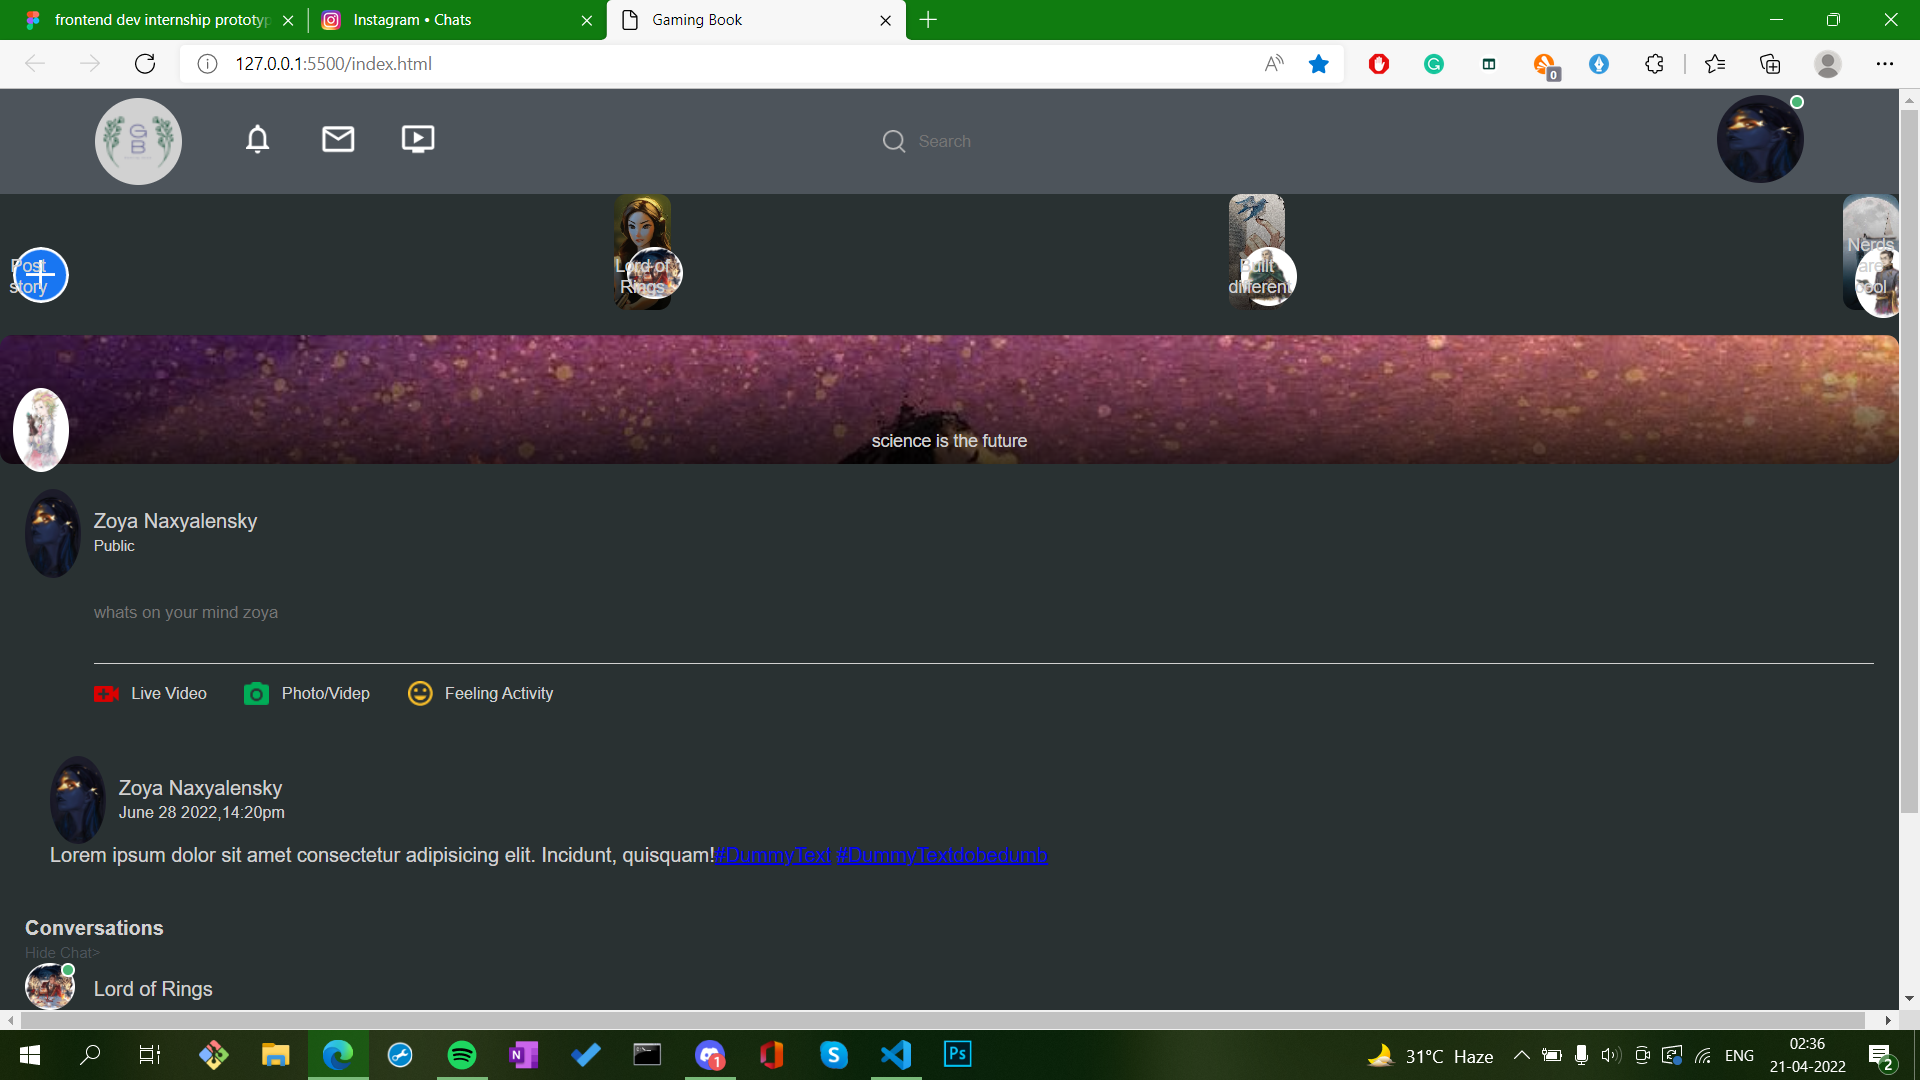 frontend dev internship prototyp
Instagram • Chats
Gaming Book
127.0.0.1:5500/index.html
A
0
G
B
Search
Post
story
Lord of
Rings
Built
different
Nerds
are
cool
science is the future
Zoya Naxyalensky
Public
whats on your mind zoya
Live Video
Photo/Videp
Feeling Activity
Zoya Naxyalensky
June 28 2022,14:20pm
Lorem ipsum dolor sit amet consectetur adipisicing elit. Incidunt, quisquam!#DummyText #DummyTextdobedumb
Conversations
Hide Chat>
Lord of Rings
N
1
S
Ps
31°C Haze
ENG
02:36
21-04-2022
2